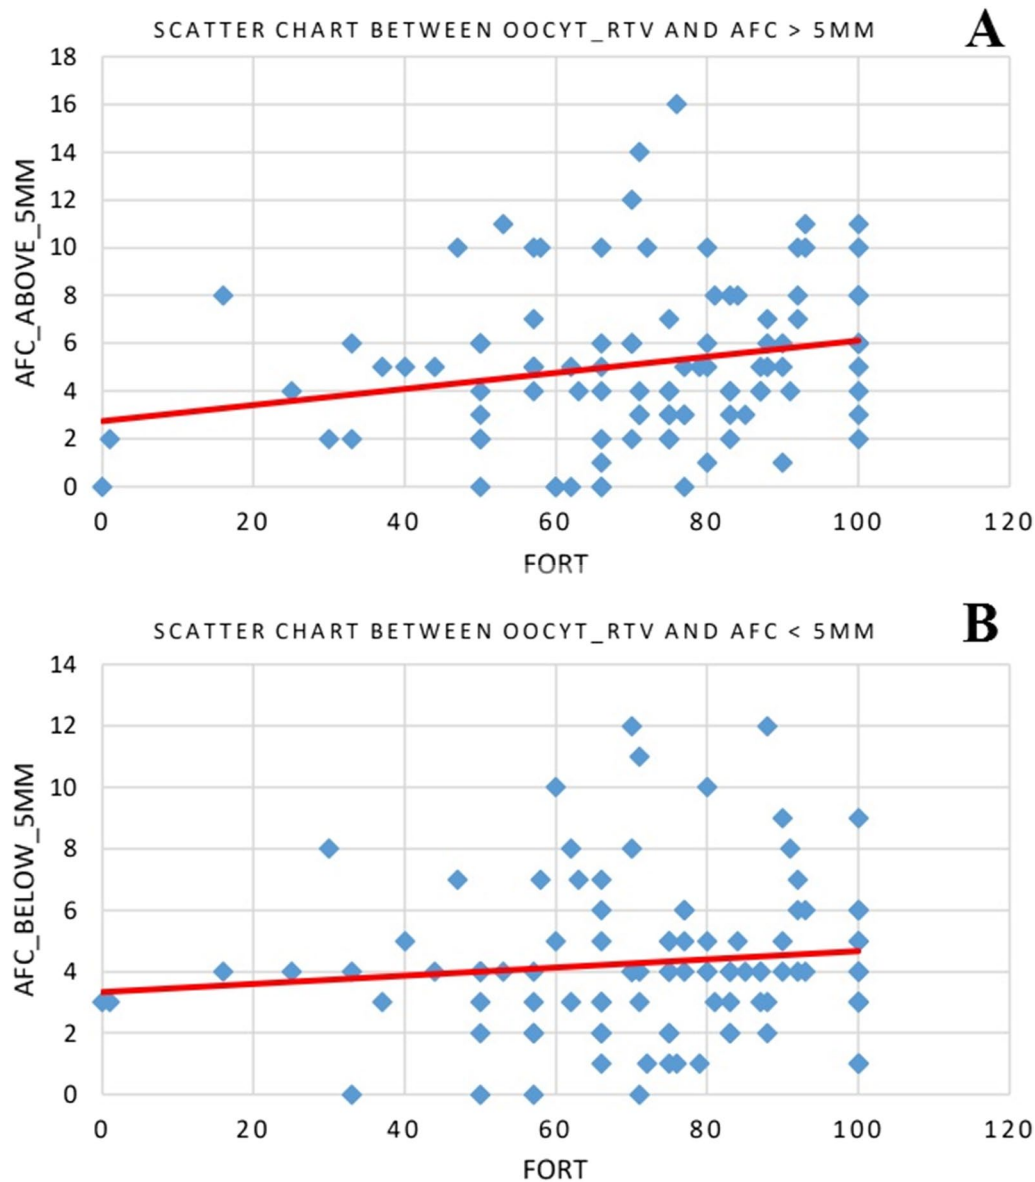 SCATTER CHART BETWEEN OOCYT_RTV AND AFC > 5MM
A
AFC_ABOVE_5MM
18
16
14
12
10
8
6
4
2
0
0 20 40 60 80 100 120
FORT
SCATTER CHART BETWEEN OOCYT_RTV AND AFC < 5MM
B
AFC_BELOW_5MM
14
12
10
8
6
4
2
0
0 20 40 60 80 100 120
FORT